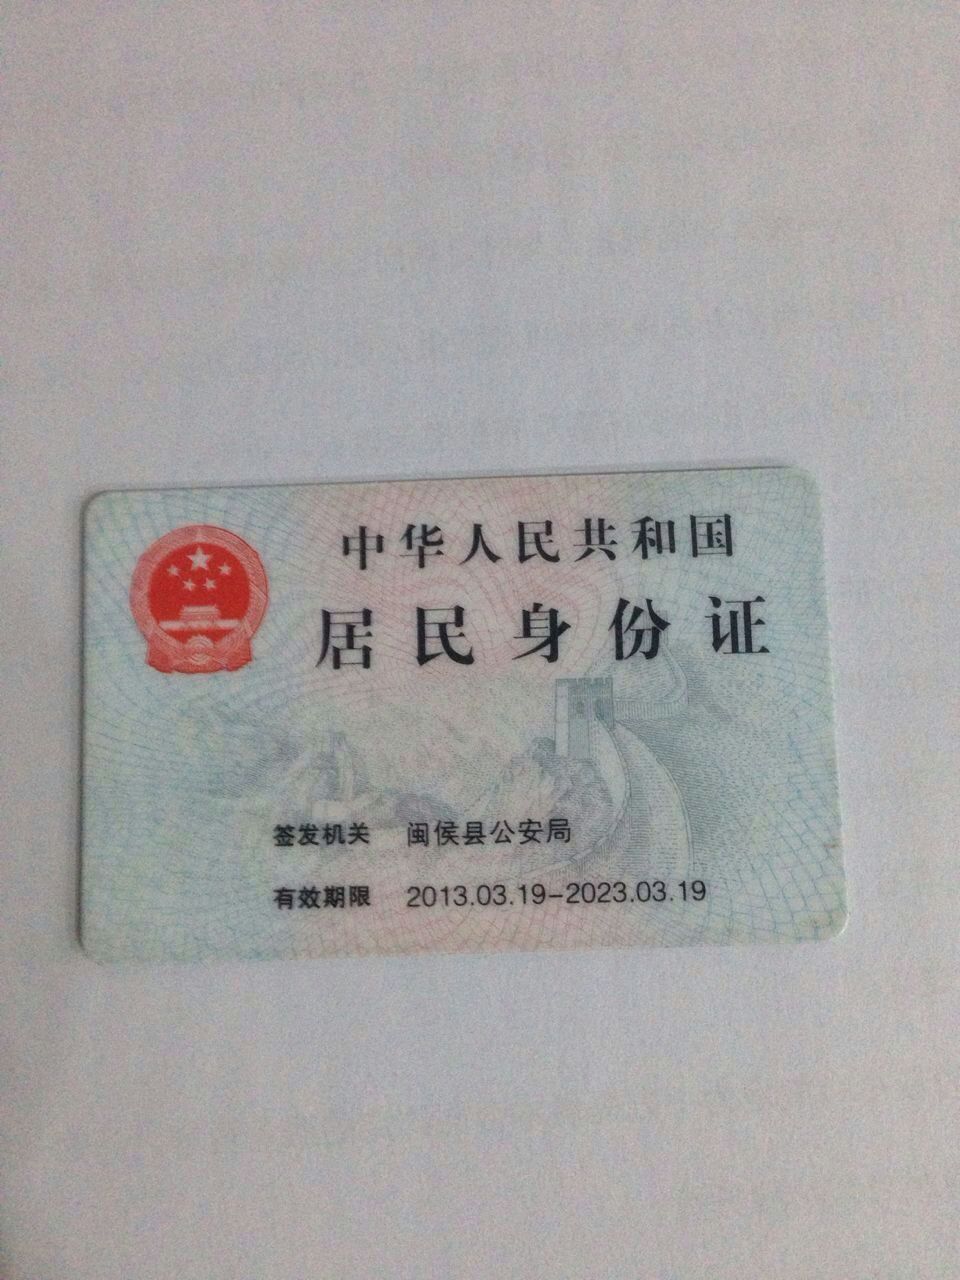 中华人民共和国
居民身份证
签发机关 闽侯县公安局
有效期限 2013.03.19-2023.03.19